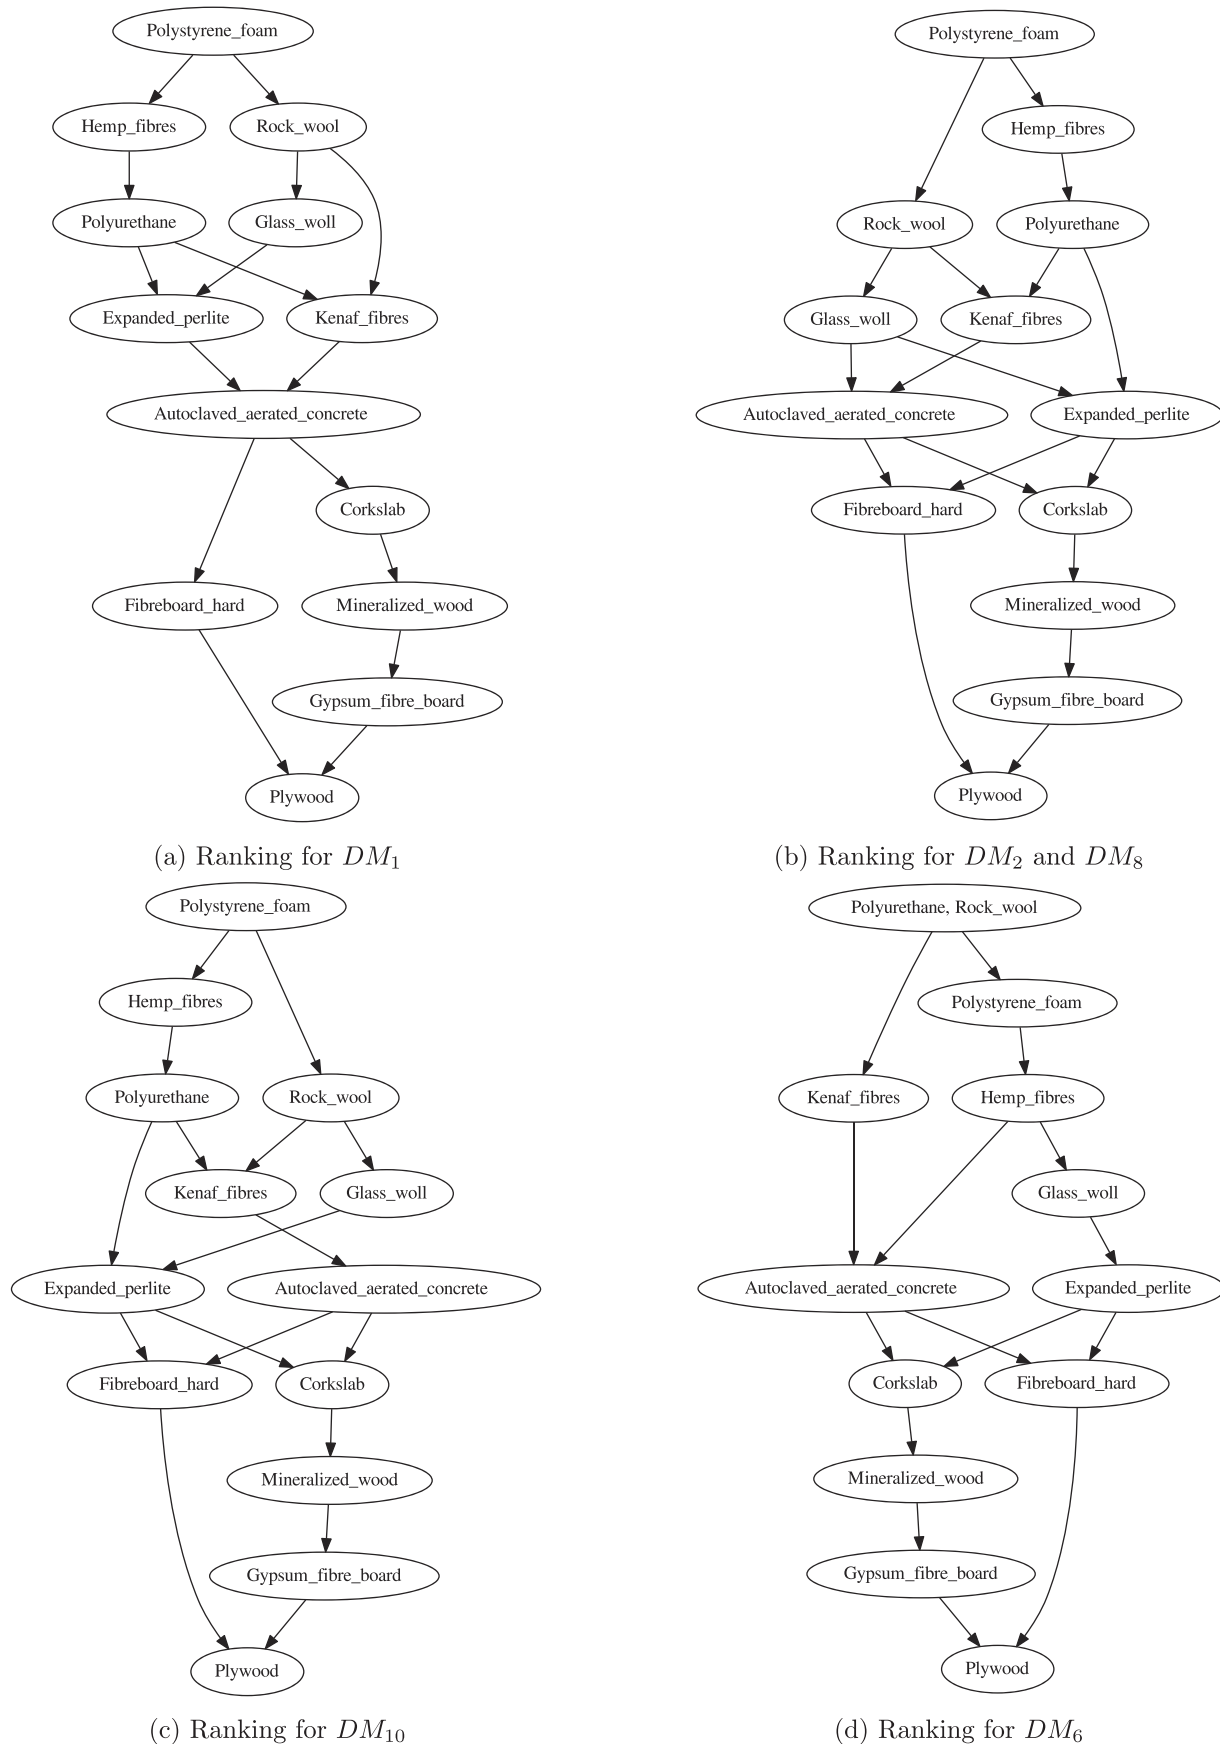 Polystyrene_foam
Hemp_fibres
Rock_wool
Polyurethane
Glass_woll
Expanded_perlite
Kenaf_fibres
Autoclaved_aerated_concrete
Corkslab
Fibreboard_hard
Mineralized_wood
Gypsum_fibre_board
Plywood
(a) Ranking for DM1
Polystyrene_foam
Hemp_fibres
Rock_wool
Polyurethane
Glass_woll
Kenaf_fibres
Autoclaved_aerated_concrete
Expanded_perlite
Fibreboard_hard
Corkslab
Mineralized_wood
Gypsum_fibre_board
Plywood
(b) Ranking for DM2 and DM8
Polystyrene_foam
Hemp_fibres
Polyurethane
Rock_wool
Kenaf_fibres
Glass_woll
Expanded_perlite
Autoclaved_aerated_concrete
Fibreboard_hard
Corkslab
Mineralized_wood
Gypsum_fibre_board
Plywood
(c) Ranking for DM10
Polyurethane, Rock_wool
Polystyrene_foam
Kenaf_fibres
Hemp_fibres
Glass_woll
Autoclaved_aerated_concrete
Expanded_perlite
Corkslab
Fibreboard_hard
Mineralized_wood
Gypsum_fibre_board
Plywood
(d) Ranking for DM6